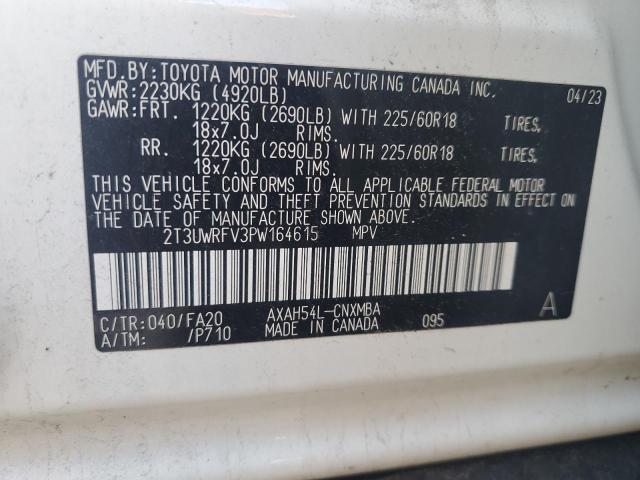 MFD.BY:TOYOTA MOTOR MANUFACTURING CANADA INC.
GVWR:2230KG (4920LB) 04/23
GAWR:FRT. 1220KG (2690LB) WITH 225/60R18 TIRES,
18x7.0J RIMS.
RR. 1220KG (2690LB) WITH 225/60R18 TIRES,
18x7.0J RIMS.
THIS VEHICLE CONFORMS TO ALL APPLICABLE FEDERAL MOTOR
VEHICLE SAFETY AND THEFT PREVENTION STANDARDS IN EFFECT ON
THE DATE OF MANUFACTURE SHOWN ABOVE.
2T3UWRFV3PW164615 MPV
C/TR:040/FA20 AXAH54L-CNXMBA A
A/TM: /P710 MADE IN CANADA 095